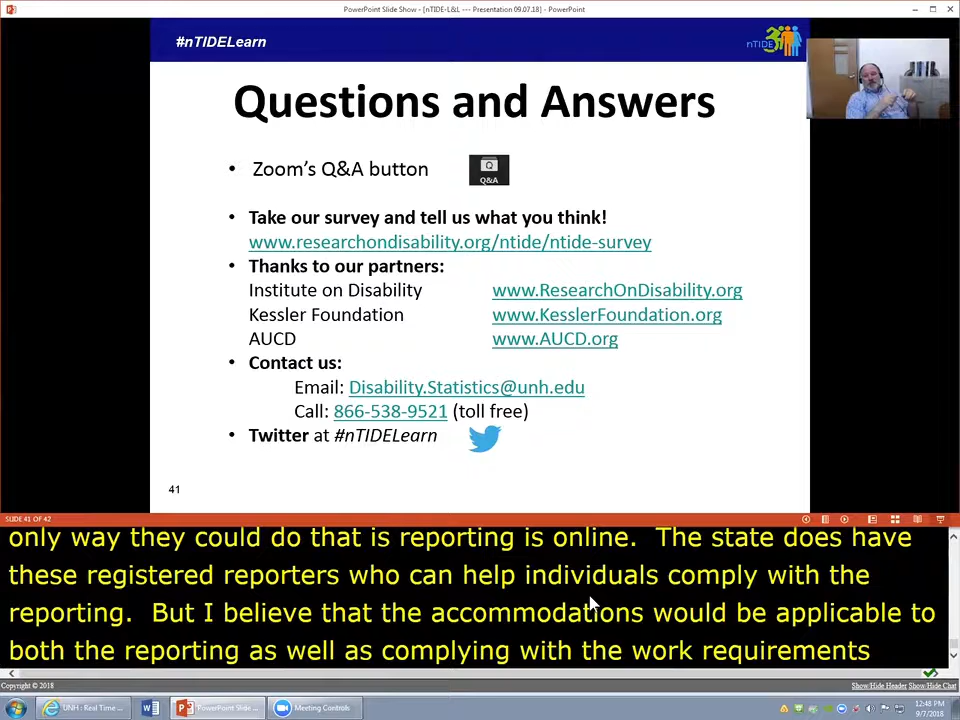 PowerPoint Slide Show - [nTIDE-L&L --- Presentation 09.07.18] - PowerPoint
#nTIDELearn
nTIDE
Questions and Answers
• Zoom's Q&A button
Q
Q&A
• Take our survey and tell us what you think!
www.researchondisability.org/ntide/ntide-survey
• Thanks to our partners:
Institute on Disability www.ResearchOnDisability.org
Kessler Foundation www.KesslerFoundation.org
AUCD www.AUCD.org
• Contact us:
Email: Disability.Statistics@unh.edu
Call: 866-538-9521 (toll free)
• Twitter at #nTIDELearn
41
SLIDE 41 OF 42
only way they could do that is reporting is online. The state does have
these registered reporters who can help individuals comply with the
reporting. But I believe that the accommodations would be applicable to
both the reporting as well as complying with the work requirements
Copyright © 2018 Show/Hide Header Show/Hide Chat
UNH : Real Time ... PowerPoint Slide ... Meeting Controls
12:48 PM
9/7/2018